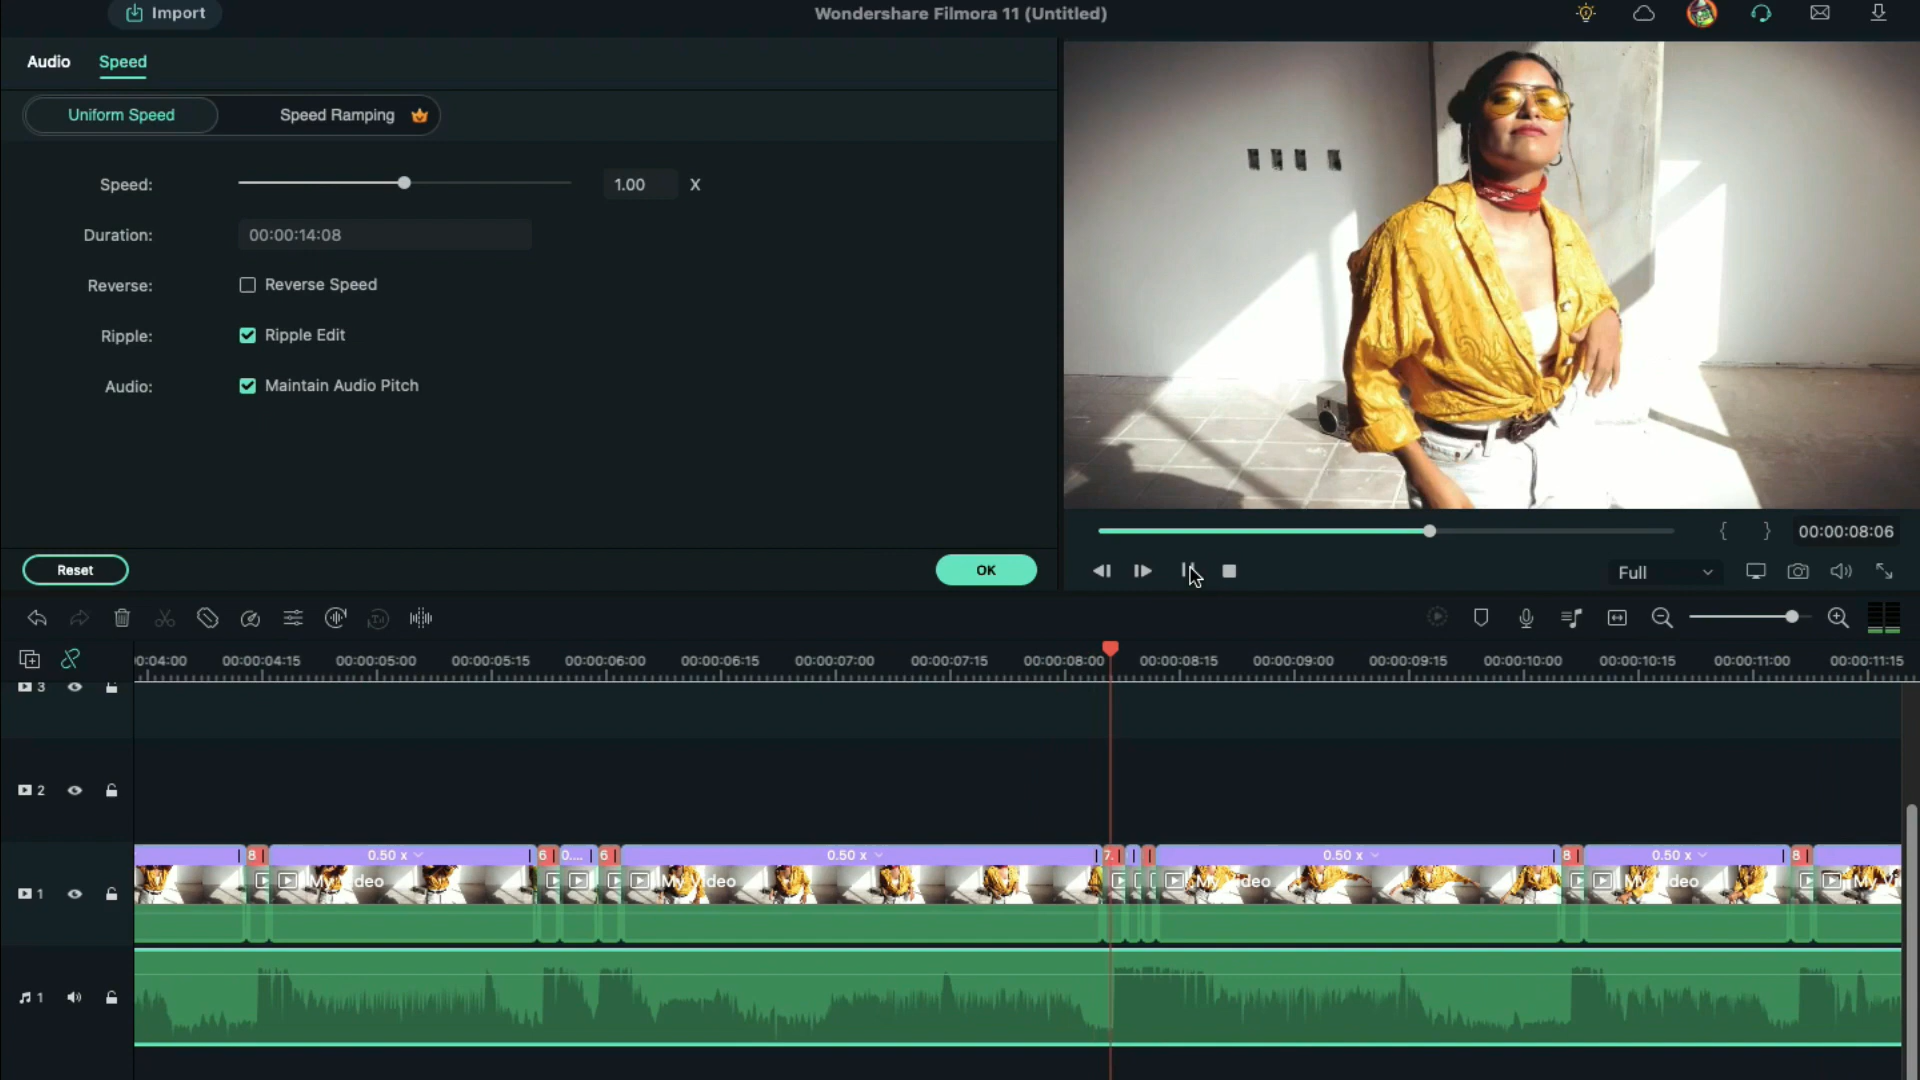 Import
Wondershare Filmora 11 (Untitled)
Audio
Speed
Uniform Speed
Speed Ramping
Speed:
1.00
X
Duration:
00:00:14:08
Reverse:
Reverse Speed
Ripple:
Ripple Edit
Audio:
Maintain Audio Pitch
Reset
OK
{ }
00:00:08:06
Full
00:00:04:15 00:00:05:00 00:00:05:15 00:00:06:00 00:00:06:15 00:00:07:00 00:00:07:15 00:00:08:00 00:00:08:15 00:00:09:00 00:00:09:15 00:00:10:00 00:00:10:15 00:00:11:00 00:00:11:15
3
2
8 0.50 x 6 0.... 6 0.50 x 7. 0.50 x 8 0.50 x 8
1
My Video My Video My Video
1